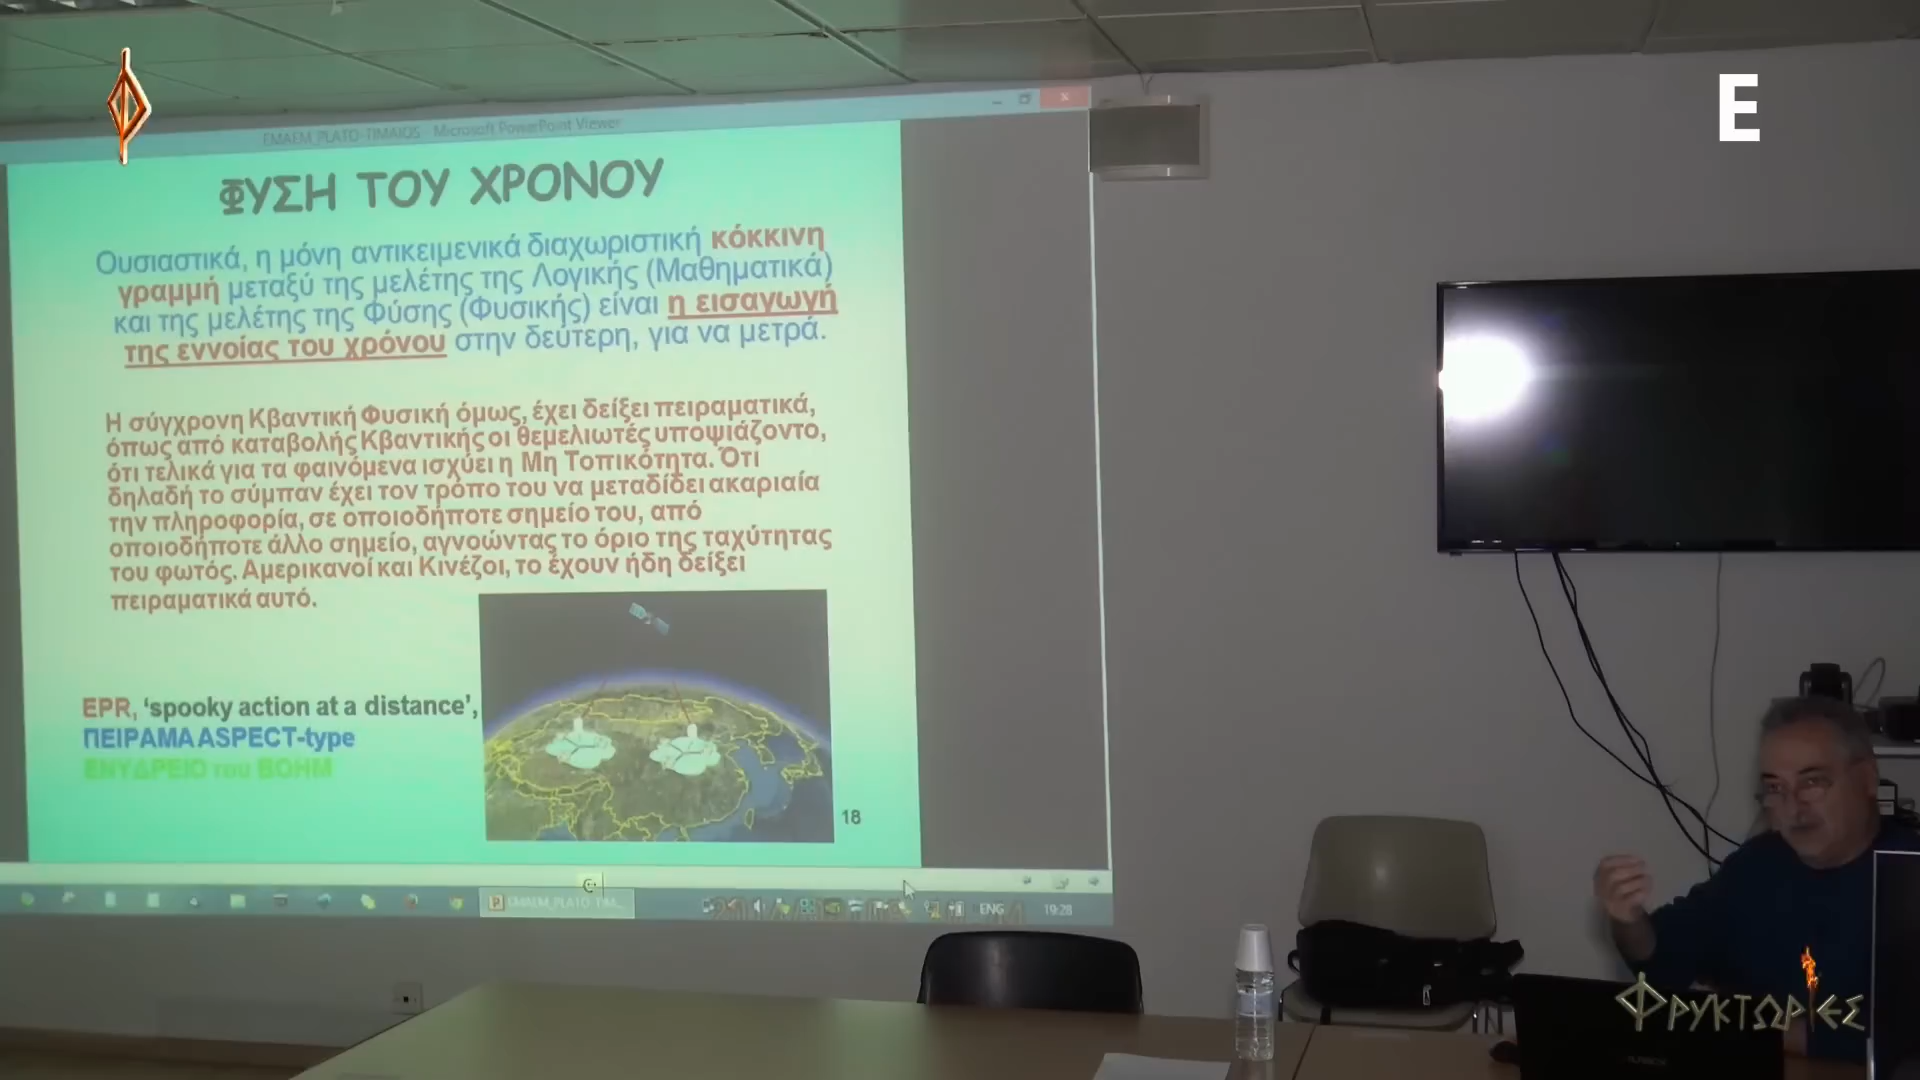 E
EMAEM_PLATO-TIMAIOS - Microsoft PowerPoint Viewer
ΦΥΣΗ ΤΟΥ ΧΡΟΝΟΥ
Ουσιαστικά, η μόνη αντικειμενικά διαχωριστική κόκκινη
γραμμή μεταξύ της μελέτης της Λογικής (Μαθηματικά)
και της μελέτης της Φύσης (Φυσικής) είναι η εισαγωγή
της εννοίας του χρόνου στην δεύτερη, για να μετρά.
Η σύγχρονη Κβαντική Φυσική όμως, έχει δείξει πειραματικά,
όπως από καταβολής Κβαντικής οι θεμελιωτές υποψιάζοντο,
ότι τελικά για τα φαινόμενα ισχύει η Μη Τοπικότητα. Ότι
δηλαδή το σύμπαν έχει τον τρόπο του να μεταδίδει ακαριαία
την πληροφορία, σε οποιοδήποτε σημείο του, από
οποιοδήποτε άλλο σημείο, αγνοώντας το όριο της ταχύτητας
του φωτός. Αμερικανοί και Κινέζοι, το έχουν ήδη δείξει
πειραματικά αυτό.
EPR, ‘spooky action at a distance’,
ΠΕΙΡΑΜΑ ASPECT-type
ΕΝΥΔΡΕΙΟ του BOHM
18
EMAEM_PLATO-TIM...
ENG
19:28
ΦΡΥΚΤΩΡΙΕΣ